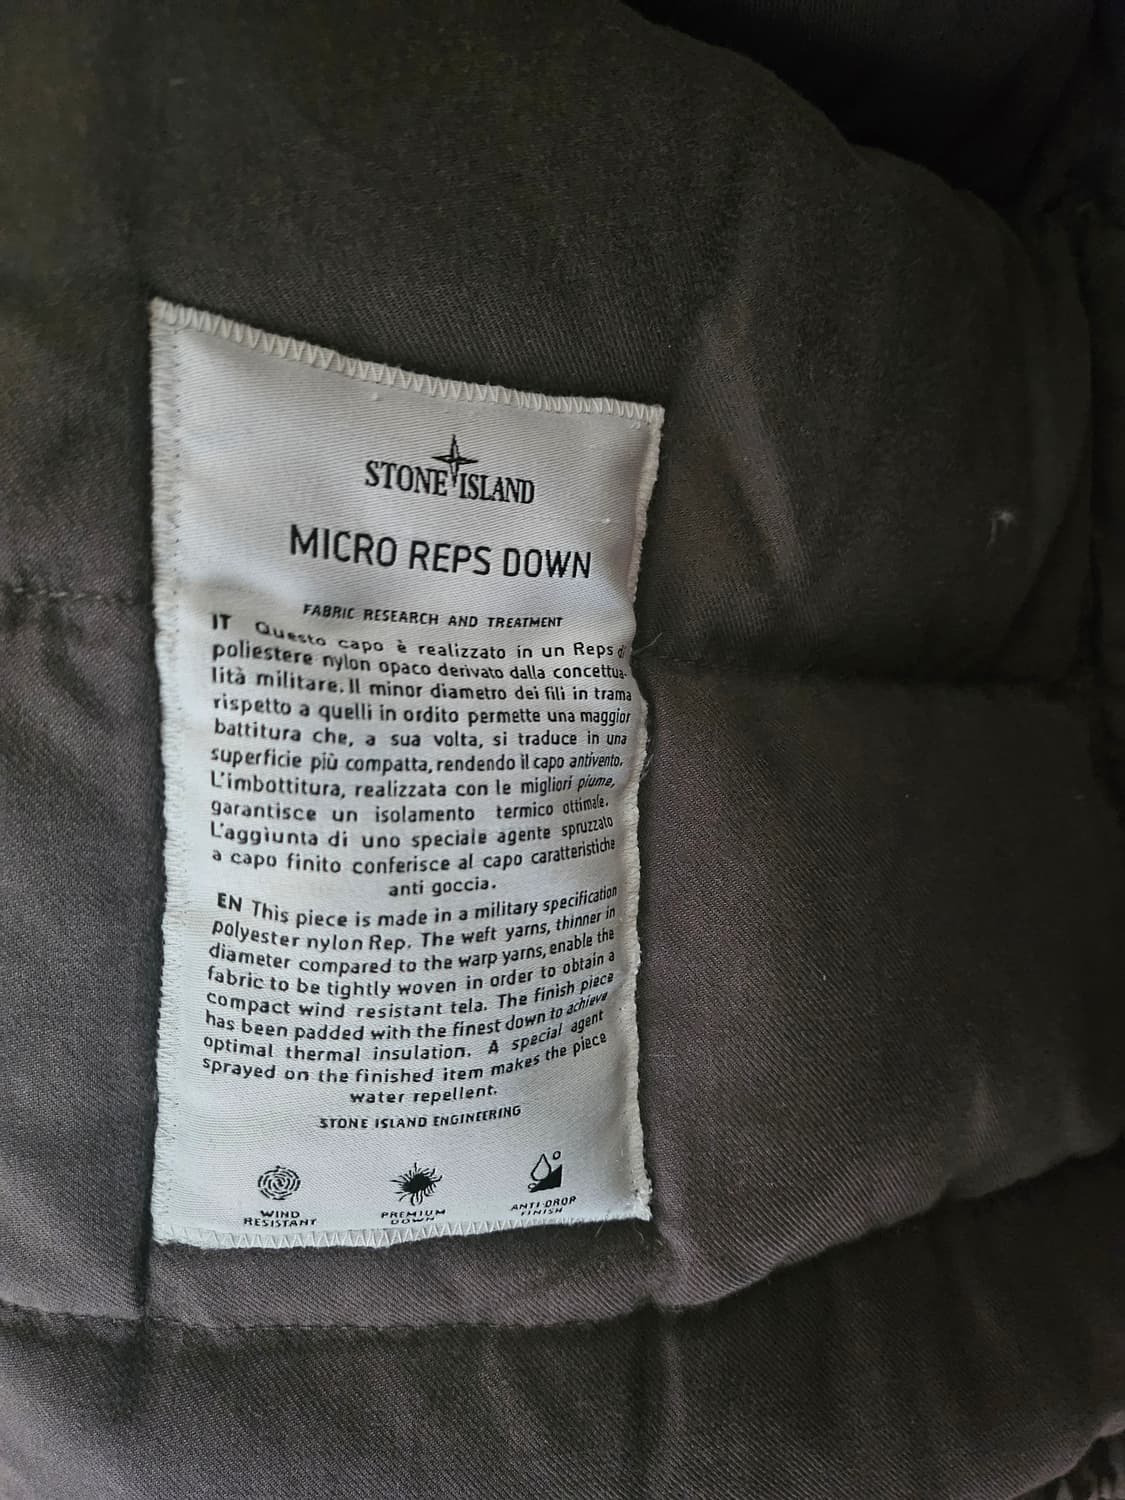 STONE ISLAND
MICRO REPS DOWN
FABRIC RESEARCH AND TREATMENT
IT Questo capo è realizzato in un Reps di
poliestere nylon opaco derivato dalla concettua-
lità militare. Il minor diametro dei fili in trama
rispetto a quelli in ordito permette una maggior
battitura che, a sua volta, si traduce in una
superficie più compatta, rendendo il capo antivento.
L'imbottitura, realizzata con le migliori piume,
garantisce un isolamento termico ottimale.
L'aggiunta di uno speciale agente spruzzato
a capo finito conferisce al capo caratteristiche
anti goccia.
EN This piece is made in a military specification
polyester nylon Rep. The weft yarns, thinner in
diameter compared to the warp yarns, enable the
fabric to be tightly woven in order to obtain a
compact wind resistant tela. The finish piece
has been padded with the finest down to achieve
optimal thermal insulation. A special agent
sprayed on the finished item makes the piece
water repellent.
STONE ISLAND ENGINEERING
WIND
RESISTANT
PREMIUM
DOWN
ANTI-DROP
FINISH